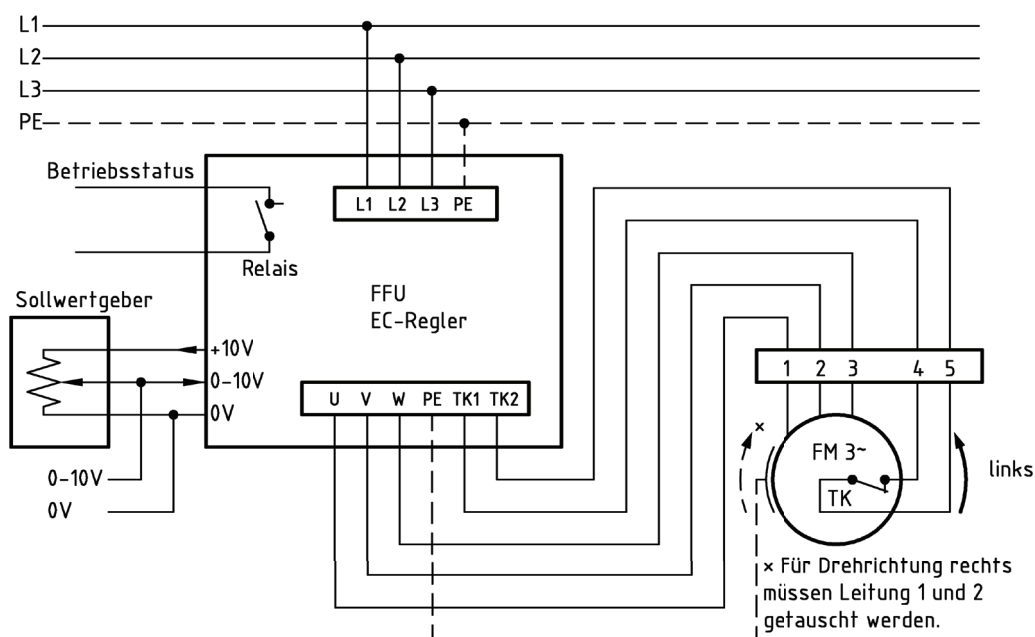 L1
L2
L3
PE
Betriebsstatus
L1 L2 L3 PE
Relais
Sollwertgeber
FFU
EC-Regler
+10V
0-10V
0V
U V W PE TK1 TK2
1 2 3 4 5
×
FM 3~
TK
links
0-10V
0V
× Für Drehrichtung rechts
müssen Leitung 1 und 2
getauscht werden.